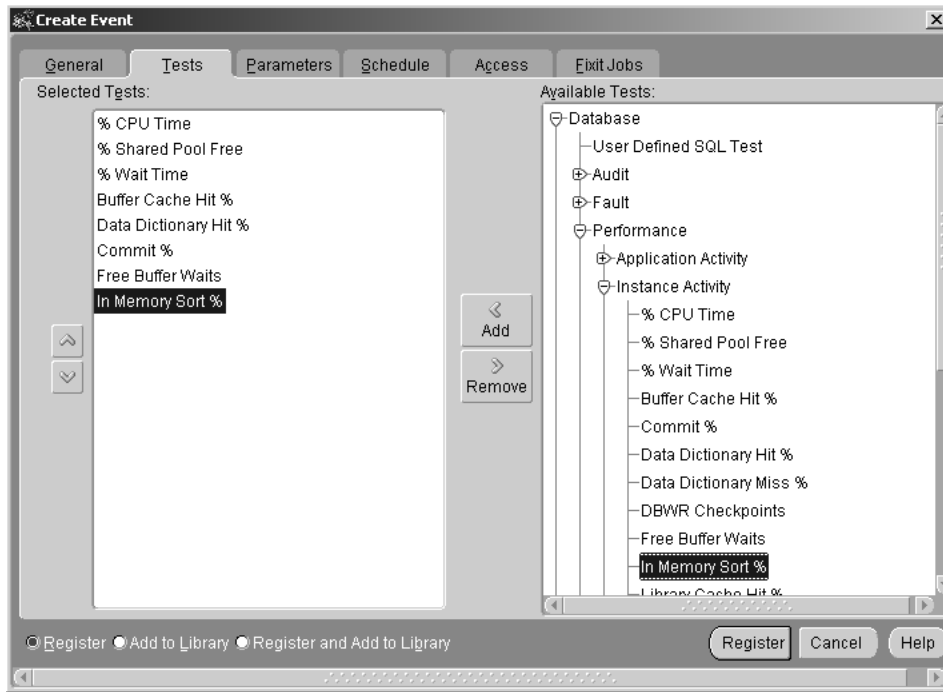 Create Event
General Tests Parameters Schedule Access Fixit Jobs
Selected Tests:
% CPU Time
% Shared Pool Free
% Wait Time
Buffer Cache Hit %
Data Dictionary Hit %
Commit %
Free Buffer Waits
In Memory Sort %
Add
Remove
Available Tests:
Database
User Defined SQL Test
Audit
Fault
Performance
Application Activity
Instance Activity
% CPU Time
% Shared Pool Free
% Wait Time
Buffer Cache Hit %
Commit %
Data Dictionary Hit %
Data Dictionary Miss %
DBWR Checkpoints
Free Buffer Waits
In Memory Sort %
Library Cache Hit %
Register Add to Library Register and Add to Library
Register Cancel Help